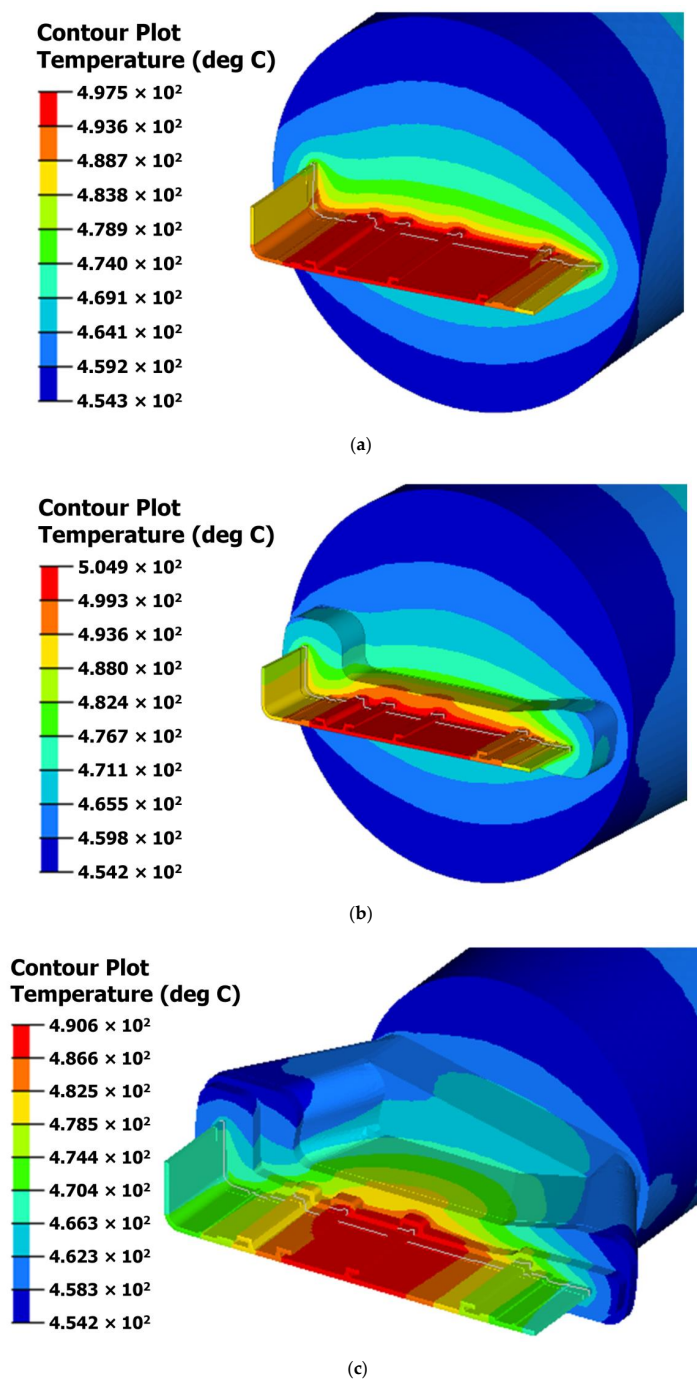 Contour Plot
Temperature (deg C)
4.975 × 10²
4.936 × 10²
4.887 × 10²
4.838 × 10²
4.789 × 10²
4.740 × 10²
4.691 × 10²
4.641 × 10²
4.592 × 10²
4.543 × 10²
(a)
Contour Plot
Temperature (deg C)
5.049 × 10²
4.993 × 10²
4.936 × 10²
4.880 × 10²
4.824 × 10²
4.767 × 10²
4.711 × 10²
4.655 × 10²
4.598 × 10²
4.542 × 10²
(b)
Contour Plot
Temperature (deg C)
4.906 × 10²
4.866 × 10²
4.825 × 10²
4.785 × 10²
4.744 × 10²
4.704 × 10²
4.663 × 10²
4.623 × 10²
4.583 × 10²
4.542 × 10²
(c)